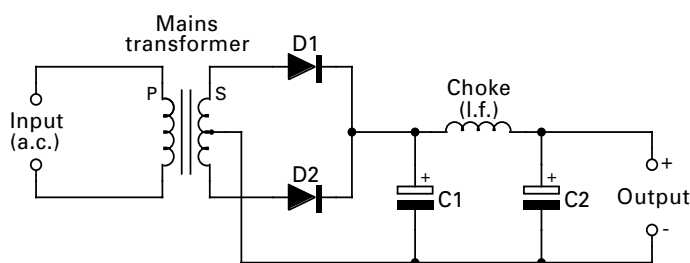 Mains
transformer
D1
Choke
(l.f.)
P
S
Input
(a.c.)
D2
+
C1
+
C2
+
Output
-